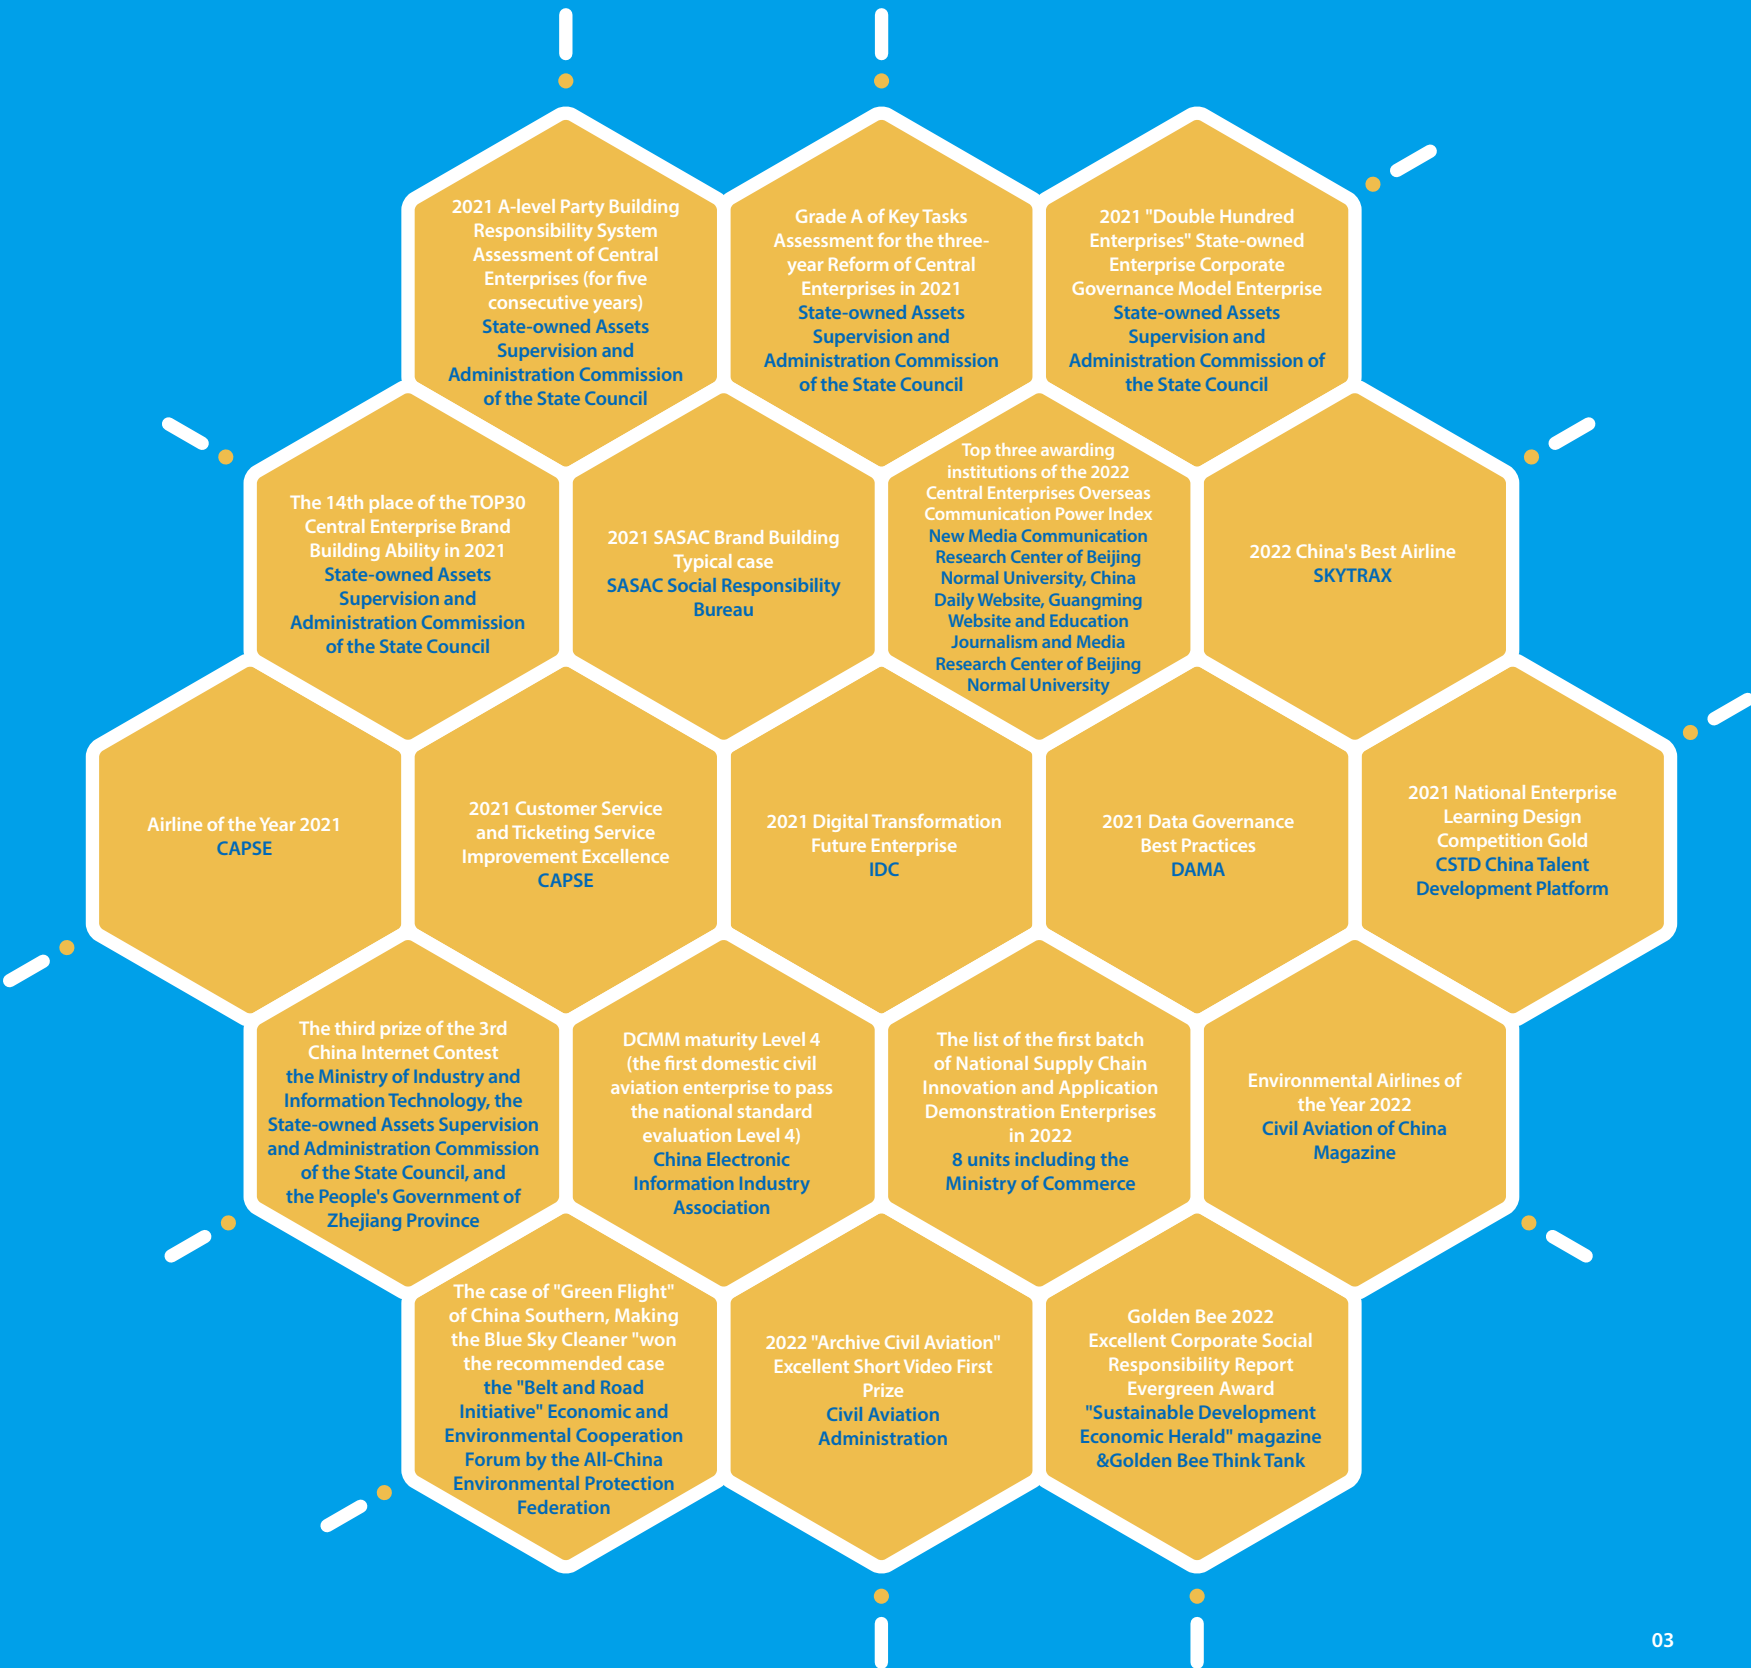 2021 A-level Party Building
Responsibility System
Assessment of Central
Enterprises (for five
consecutive years)
State-owned Assets
Supervision and
Administration Commission
of the State Council
Grade A of Key Tasks
Assessment for the three-
year Reform of Central
Enterprises in 2021
State-owned Assets
Supervision and
Administration Commission
of the State Council
2021 "Double Hundred
Enterprises" State-owned
Enterprise Corporate
Governance Model Enterprise
State-owned Assets
Supervision and
Administration Commission of
the State Council
The 14th place of the TOP30
Central Enterprise Brand
Building Ability in 2021
State-owned Assets
Supervision and
Administration Commission
of the State Council
2021 SASAC Brand Building
Typical case
SASAC Social Responsibility
Bureau
Top three awarding
institutions of the 2022
Central Enterprises Overseas
Communication Power Index
New Media Communication
Research Center of Beijing
Normal University, China
Daily Website, Guangming
Website and Education
Journalism and Media
Research Center of Beijing
Normal University
2022 China's Best Airline
SKYTRAX
Airline of the Year 2021
CAPSE
2021 Customer Service
and Ticketing Service
Improvement Excellence
CAPSE
2021 Digital Transformation
Future Enterprise
IDC
2021 Data Governance
Best Practices
DAMA
2021 National Enterprise
Learning Design
Competition Gold
CSTD China Talent
Development Platform
The third prize of the 3rd
China Internet Contest
the Ministry of Industry and
Information Technology, the
State-owned Assets Supervision
and Administration Commission
of the State Council, and
the People's Government of
Zhejiang Province
DCMM maturity Level 4
(the first domestic civil
aviation enterprise to pass
the national standard
evaluation Level 4)
China Electronic
Information Industry
Association
The list of the first batch
of National Supply Chain
Innovation and Application
Demonstration Enterprises
in 2022
8 units including the
Ministry of Commerce
Environmental Airlines of
the Year 2022
Civil Aviation of China
Magazine
The case of "Green Flight"
of China Southern, Making
the Blue Sky Cleaner "won
the recommended case
the "Belt and Road
Initiative" Economic and
Environmental Cooperation
Forum by the All-China
Environmental Protection
Federation
2022 "Archive Civil Aviation"
Excellent Short Video First
Prize
Civil Aviation
Administration
Golden Bee 2022
Excellent Corporate Social
Responsibility Report
Evergreen Award
"Sustainable Development
Economic Herald" magazine
&Golden Bee Think Tank
03